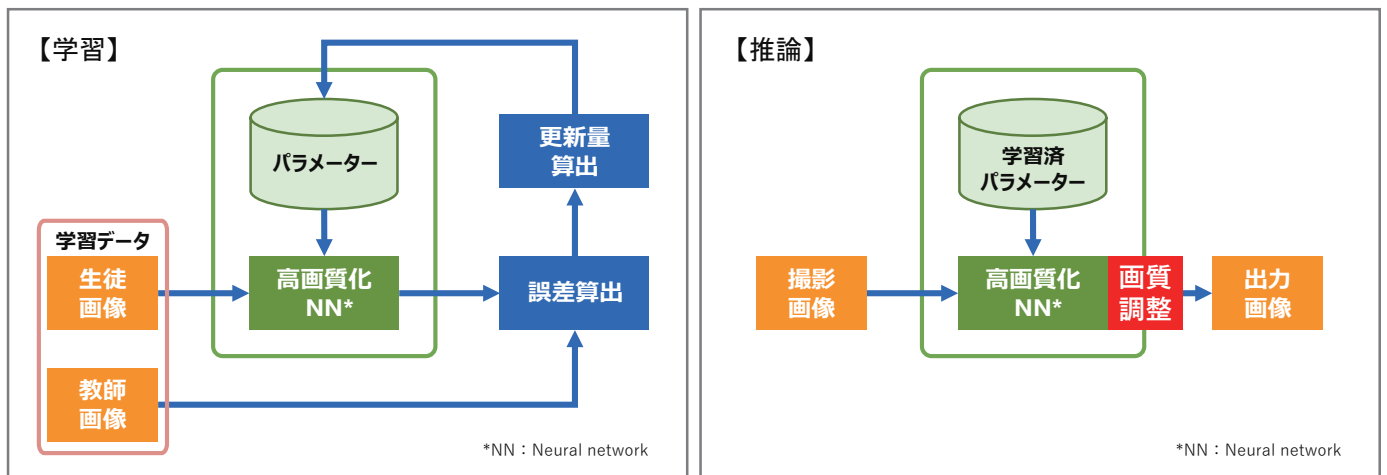 【学習】
パラメーター
更新量
算出
学習データ
生徒
画像
高画質化
NN*
誤差算出
教師
画像
*NN：Neural network
【推論】
学習済
パラメーター
撮影
画像
高画質化
NN*
画質
調整
出力
画像
*NN：Neural network